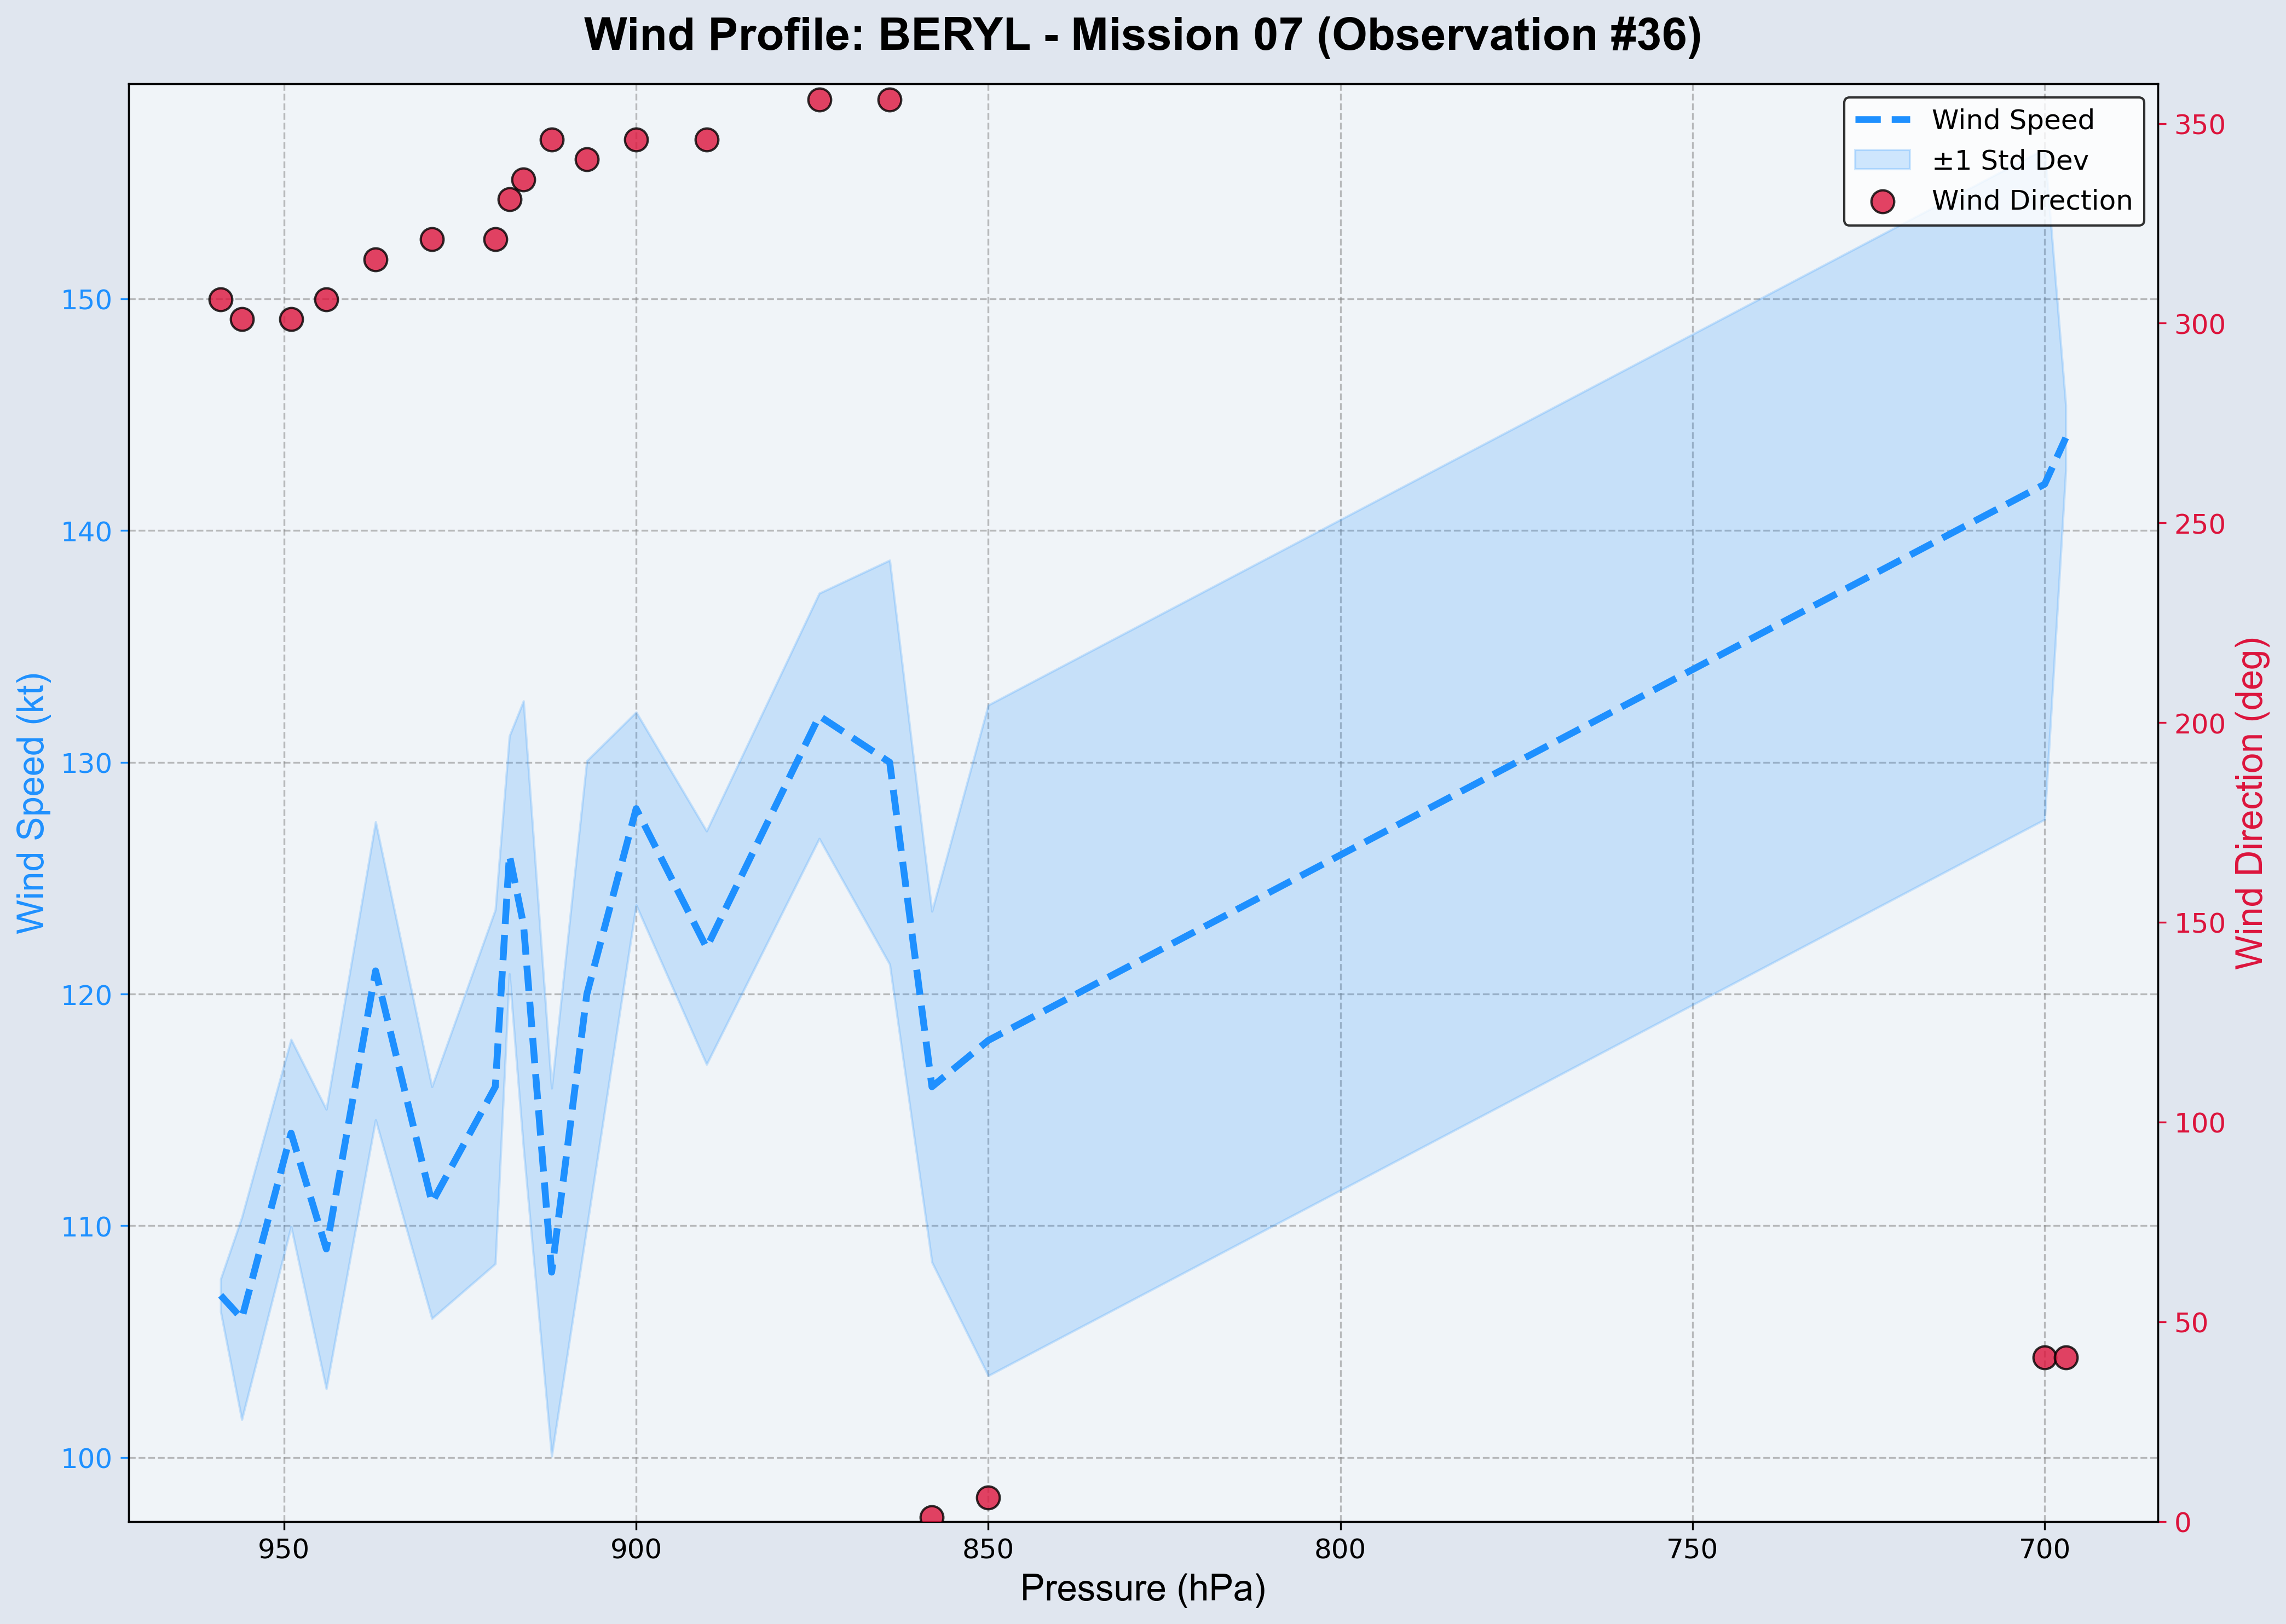 Wind Profile: BERYL - Mission 07 (Observation #36)
Wind Speed
±1 Std Dev
Wind Direction
150
140
130
120
110
100
Wind Speed (kt)
350
300
250
200
150
100
50
0
Wind Direction (deg)
950
900
850
800
750
700
Pressure (hPa)